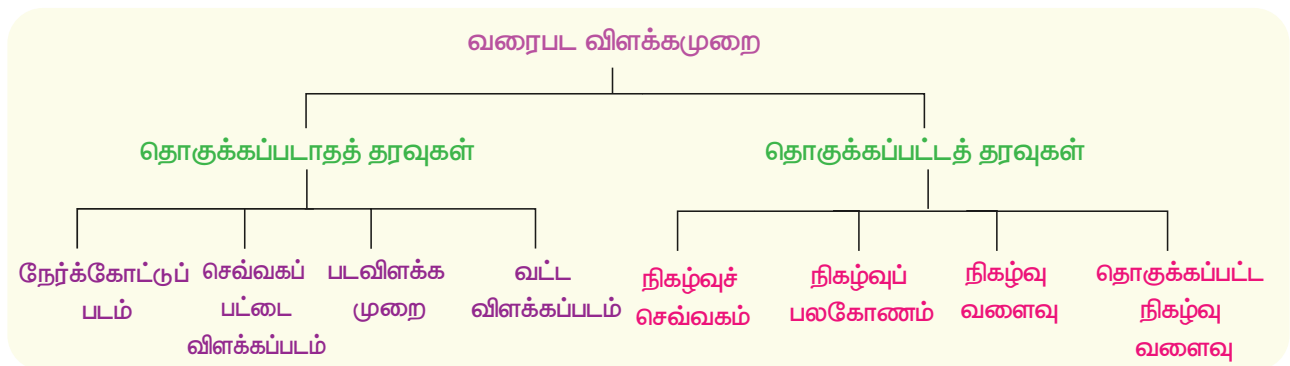 வரைபட விளக்கமுறை
தொகுக்கப்படாதத் தரவுகள்
தொகுக்கப்பட்டத் தரவுகள்
நேர்க்கோட்டுப்
படம்
செவ்வகப்
பட்டை
விளக்கப்படம்
படவிளக்க
முறை
வட்ட
விளக்கப்படம்
நிகழ்வுச்
செவ்வகம்
நிகழ்வுப்
பலகோணம்
நிகழ்வு
வளைவு
தொகுக்கப்பட்ட
நிகழ்வு
வளைவு